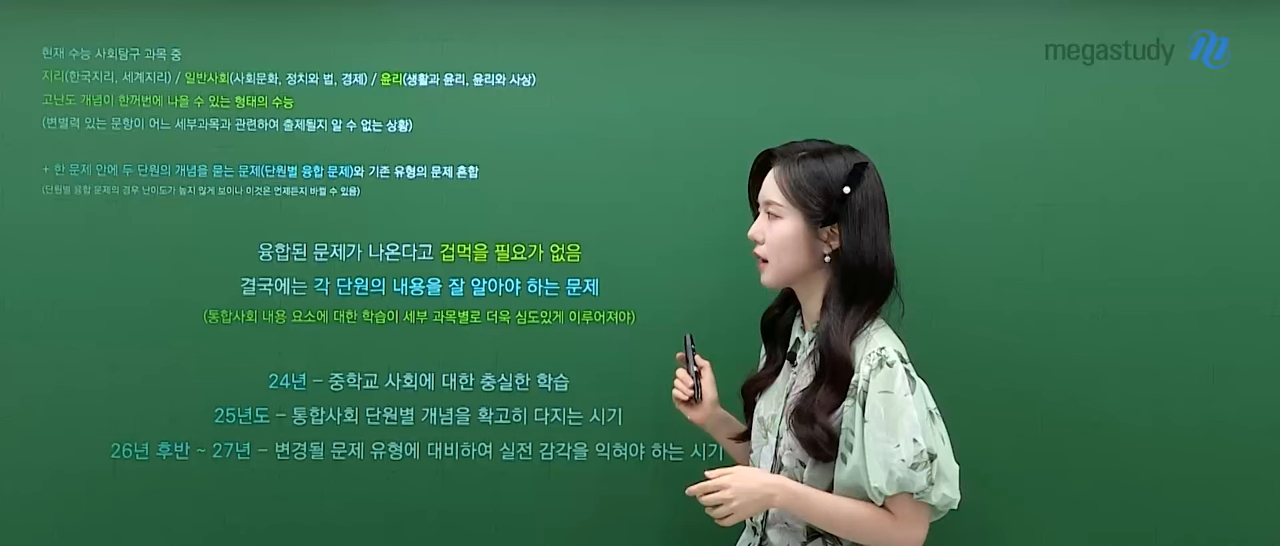 현재 수능 사회탐구 과목 중
megastudy
지리(한국지리, 세계지리) / 일반사회(사회문화, 정치와 법, 경제) / 윤리(생활과 윤리, 윤리와 사상)
고난도 개념이 한꺼번에 나올 수 있는 형태의 수능
(변별력 있는 문항이 어느 세부과목과 관련하여 출제될지 알 수 없는 상황)
+ 한 문제 안에 두 단원의 개념을 묻는 문제(단원별 융합 문제)와 기존 유형의 문제 혼합
(단원별 융합 문제의 경우 난이도가 높지 않게 보이나 이것은 언제든지 바뀔 수 있음)
융합된 문제가 나온다고 겁먹을 필요가 없음
결국에는 각 단원의 내용을 잘 알아야 하는 문제
(통합사회 내용 요소에 대한 학습이 세부 과목별로 더욱 심도있게 이루어져야)
24년 – 중학교 사회에 대한 충실한 학습
25년도 – 통합사회 단원별 개념을 확고히 다지는 시기
26년 후반 ~ 27년 – 변경될 문제 유형에 대비하여 실전 감각을 익혀야 하는 시기